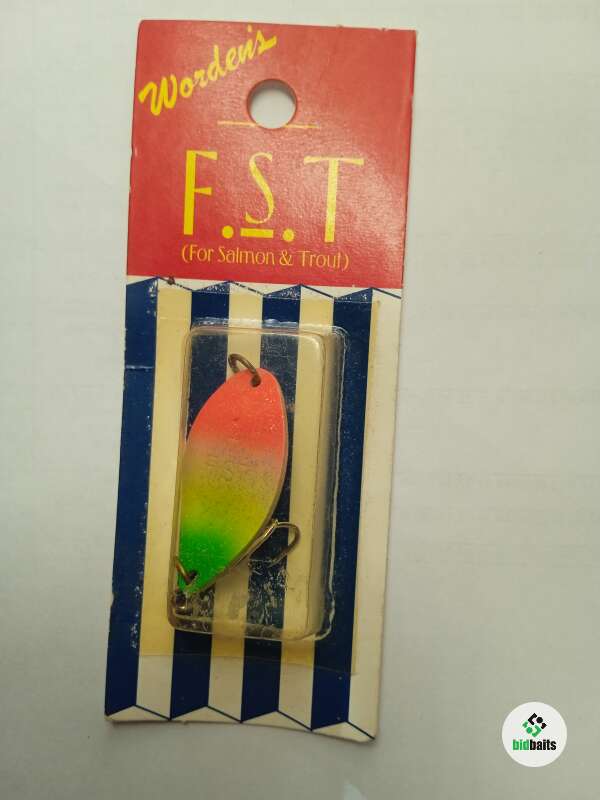 Worden's
F.S.T
(For Salmon & Trout)
bidbaits